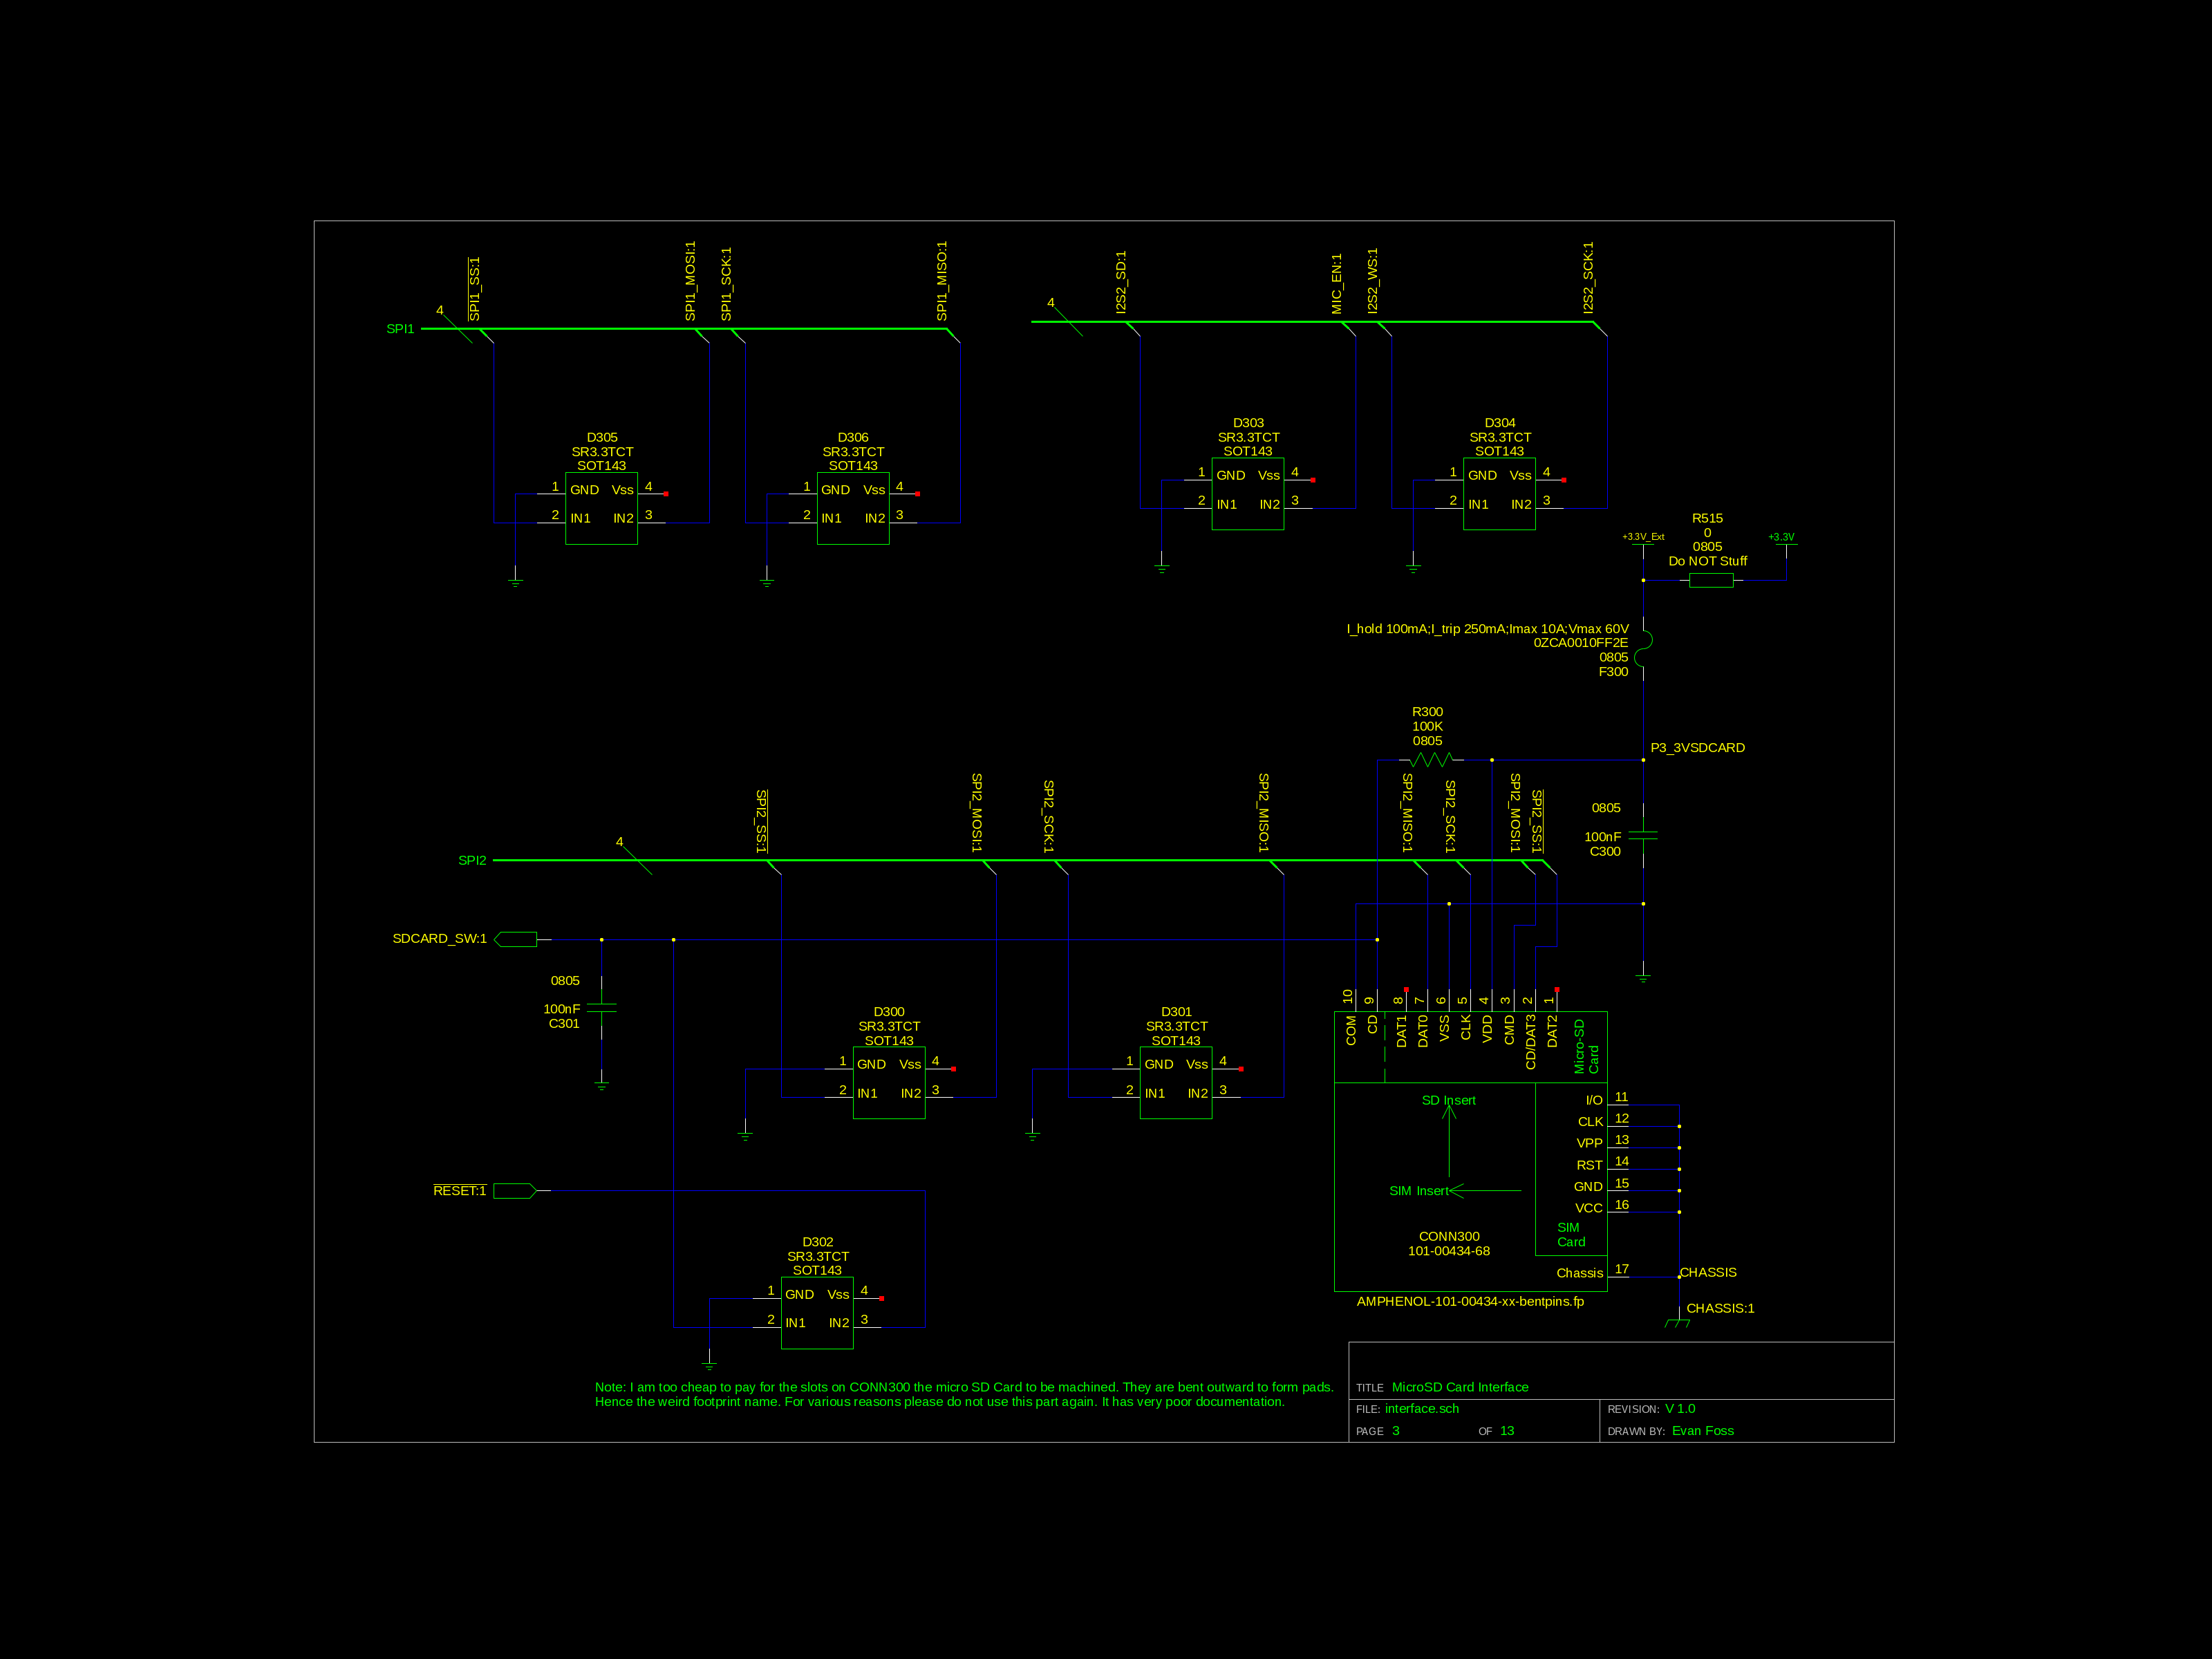 SPI1
4
SPI1_SS:1
SPI1_MOSI:1
SPI1_SCK:1
SPI1_MISO:1
4
I2S2_SD:1
MIC_EN:1
I2S2_WS:1
I2S2_SCK:1
D305
SR3.3TCT
SOT143
1 GND Vss 4
2 IN1 IN2 3
D306
SR3.3TCT
SOT143
1 GND Vss 4
2 IN1 IN2 3
D303
SR3.3TCT
SOT143
1 GND Vss 4
2 IN1 IN2 3
D304
SR3.3TCT
SOT143
1 GND Vss 4
2 IN1 IN2 3
+3.3V_Ext
R515
0
0805
Do NOT Stuff
+3.3V
I_hold 100mA;I_trip 250mA;Imax 10A;Vmax 60V
0ZCA0010FF2E
0805
F300
R300
100K
0805
P3_3VSDCARD
0805
100nF
C300
SPI2
4
SPI2_SS:1
SPI2_MOSI:1
SPI2_SCK:1
SPI2_MISO:1
SPI2_MISO:1
SPI2_SCK:1
SPI2_MOSI:1
SPI2_SS:1
SDCARD_SW:1
0805
100nF
C301
D300
SR3.3TCT
SOT143
1 GND Vss 4
2 IN1 IN2 3
D301
SR3.3TCT
SOT143
1 GND Vss 4
2 IN1 IN2 3
10 9 8 7 6 5 4 3 2 1
COM
CD
DAT1
DAT0
VSS
CLK
VDD
CMD
CD/DAT3
DAT2
Micro-SD
Card
SD Insert
SIM Insert
I/O 11
CLK 12
VPP 13
RST 14
GND 15
VCC 16
SIM
Card
Chassis 17
CHASSIS
CHASSIS:1
CONN300
101-00434-68
AMPHENOL-101-00434-xx-bentpins.fp
RESET:1
D302
SR3.3TCT
SOT143
1 GND Vss 4
2 IN1 IN2 3
Note: I am too cheap to pay for the slots on CONN300 the micro SD Card to be machined. They are bent outward to form pads.
Hence the weird footprint name. For various reasons please do not use this part again. It has very poor documentation.
TITLE MicroSD Card Interface
FILE: interface.sch
REVISION: V 1.0
PAGE 3 OF 13
DRAWN BY: Evan Foss